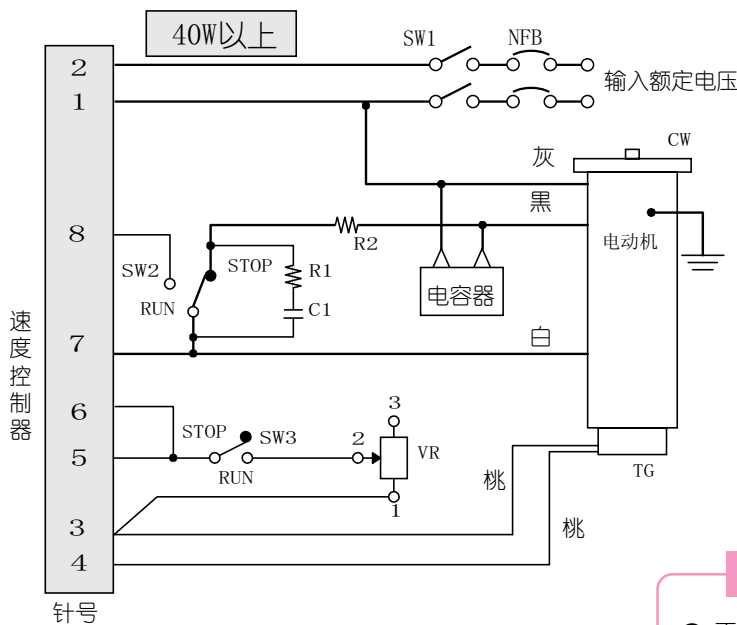 40W以上
SW1
NFB
2
1
输入额定电压
CW
灰
黒
8
R2
电动机
STOP
SW2
R1
RUN
C1
电容器
速度控制器
7
白
6
3
STOP
SW3
2
VR
5
RUN
桃
TG
1
3
桃
4
针号